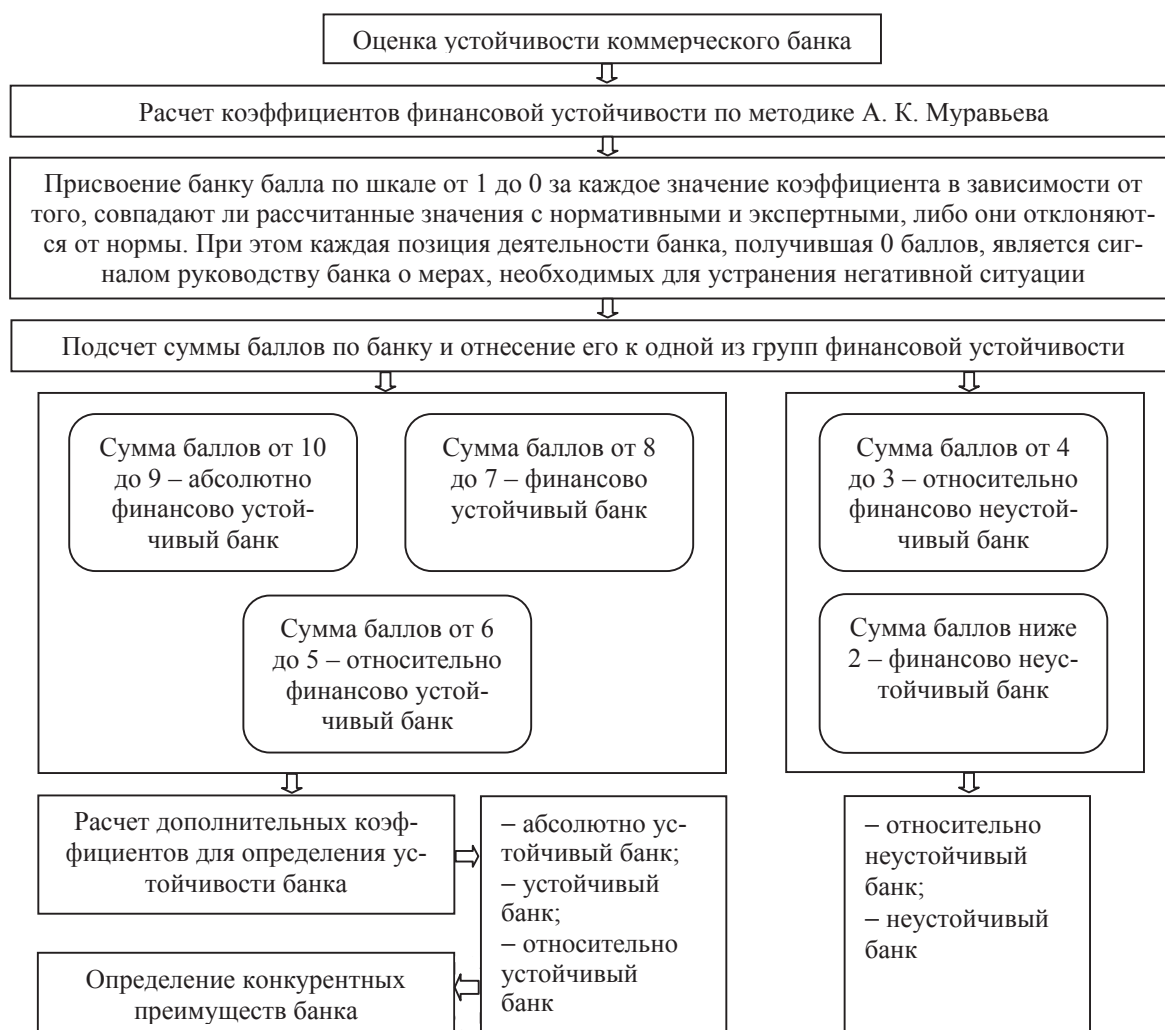 Оценка устойчивости коммерческого банка
Расчет коэффициентов финансовой устойчивости по методике А. К. Муравьева
Присвоение банку балла по шкале от 1 до 0 за каждое значение коэффициента в зависимости от
того, совпадают ли рассчитанные значения с нормативными и экспертными, либо они отклоняют-
ся от нормы. При этом каждая позиция деятельности банка, получившая 0 баллов, является сиг-
налом руководству банка о мерах, необходимых для устранения негативной ситуации
Подсчет суммы баллов по банку и отнесение его к одной из групп финансовой устойчивости
Сумма баллов от 10
до 9 – абсолютно
финансово устой-
чивый банк
Сумма баллов от 8
до 7 – финансово
устойчивый банк
Сумма баллов от 6
до 5 – относительно
финансово устой-
чивый банк
Сумма баллов от 4
до 3 – относительно
финансово неустой-
чивый банк
Сумма баллов ниже
2 – финансово неус-
тойчивый банк
Расчет дополнительных коэф-
фициентов для определения ус-
тойчивости банка
– абсолютно ус-
тойчивый банк;
– устойчивый
банк;
– относительно
устойчивый
банк
– относительно
неустойчивый
банк;
– неустойчивый
банк
Определение конкурентных
преимуществ банка